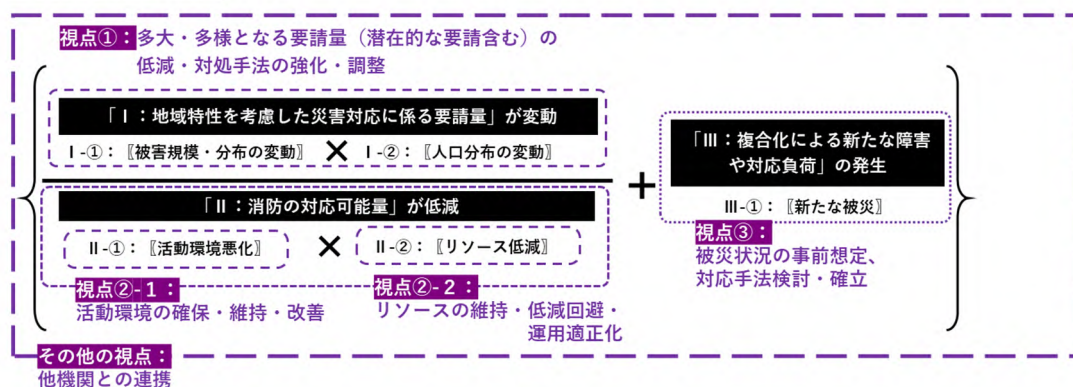 視点①：多大・多様となる要請量（潜在的な要請含む）の
低減・対処手法の強化・調整
「Ⅰ：地域特性を考慮した災害対応に係る要請量」が変動
Ⅰ-①：〖被害規模・分布の変動〗 × Ⅰ-②：〖人口分布の変動〗
「Ⅱ：消防の対応可能量」が低減
Ⅱ-①：〖活動環境悪化〗 × Ⅱ-②：〖リソース低減〗
視点②-１：
活動環境の確保・維持・改善
視点②-２：
リソースの維持・低減回避・
運用適正化
+
「Ⅲ：複合化による新たな障害
や対応負荷」の発生
Ⅲ-①：〖新たな被災〗
視点③：
被災状況の事前想定、
対応手法検討・確立
その他の視点：
他機関との連携